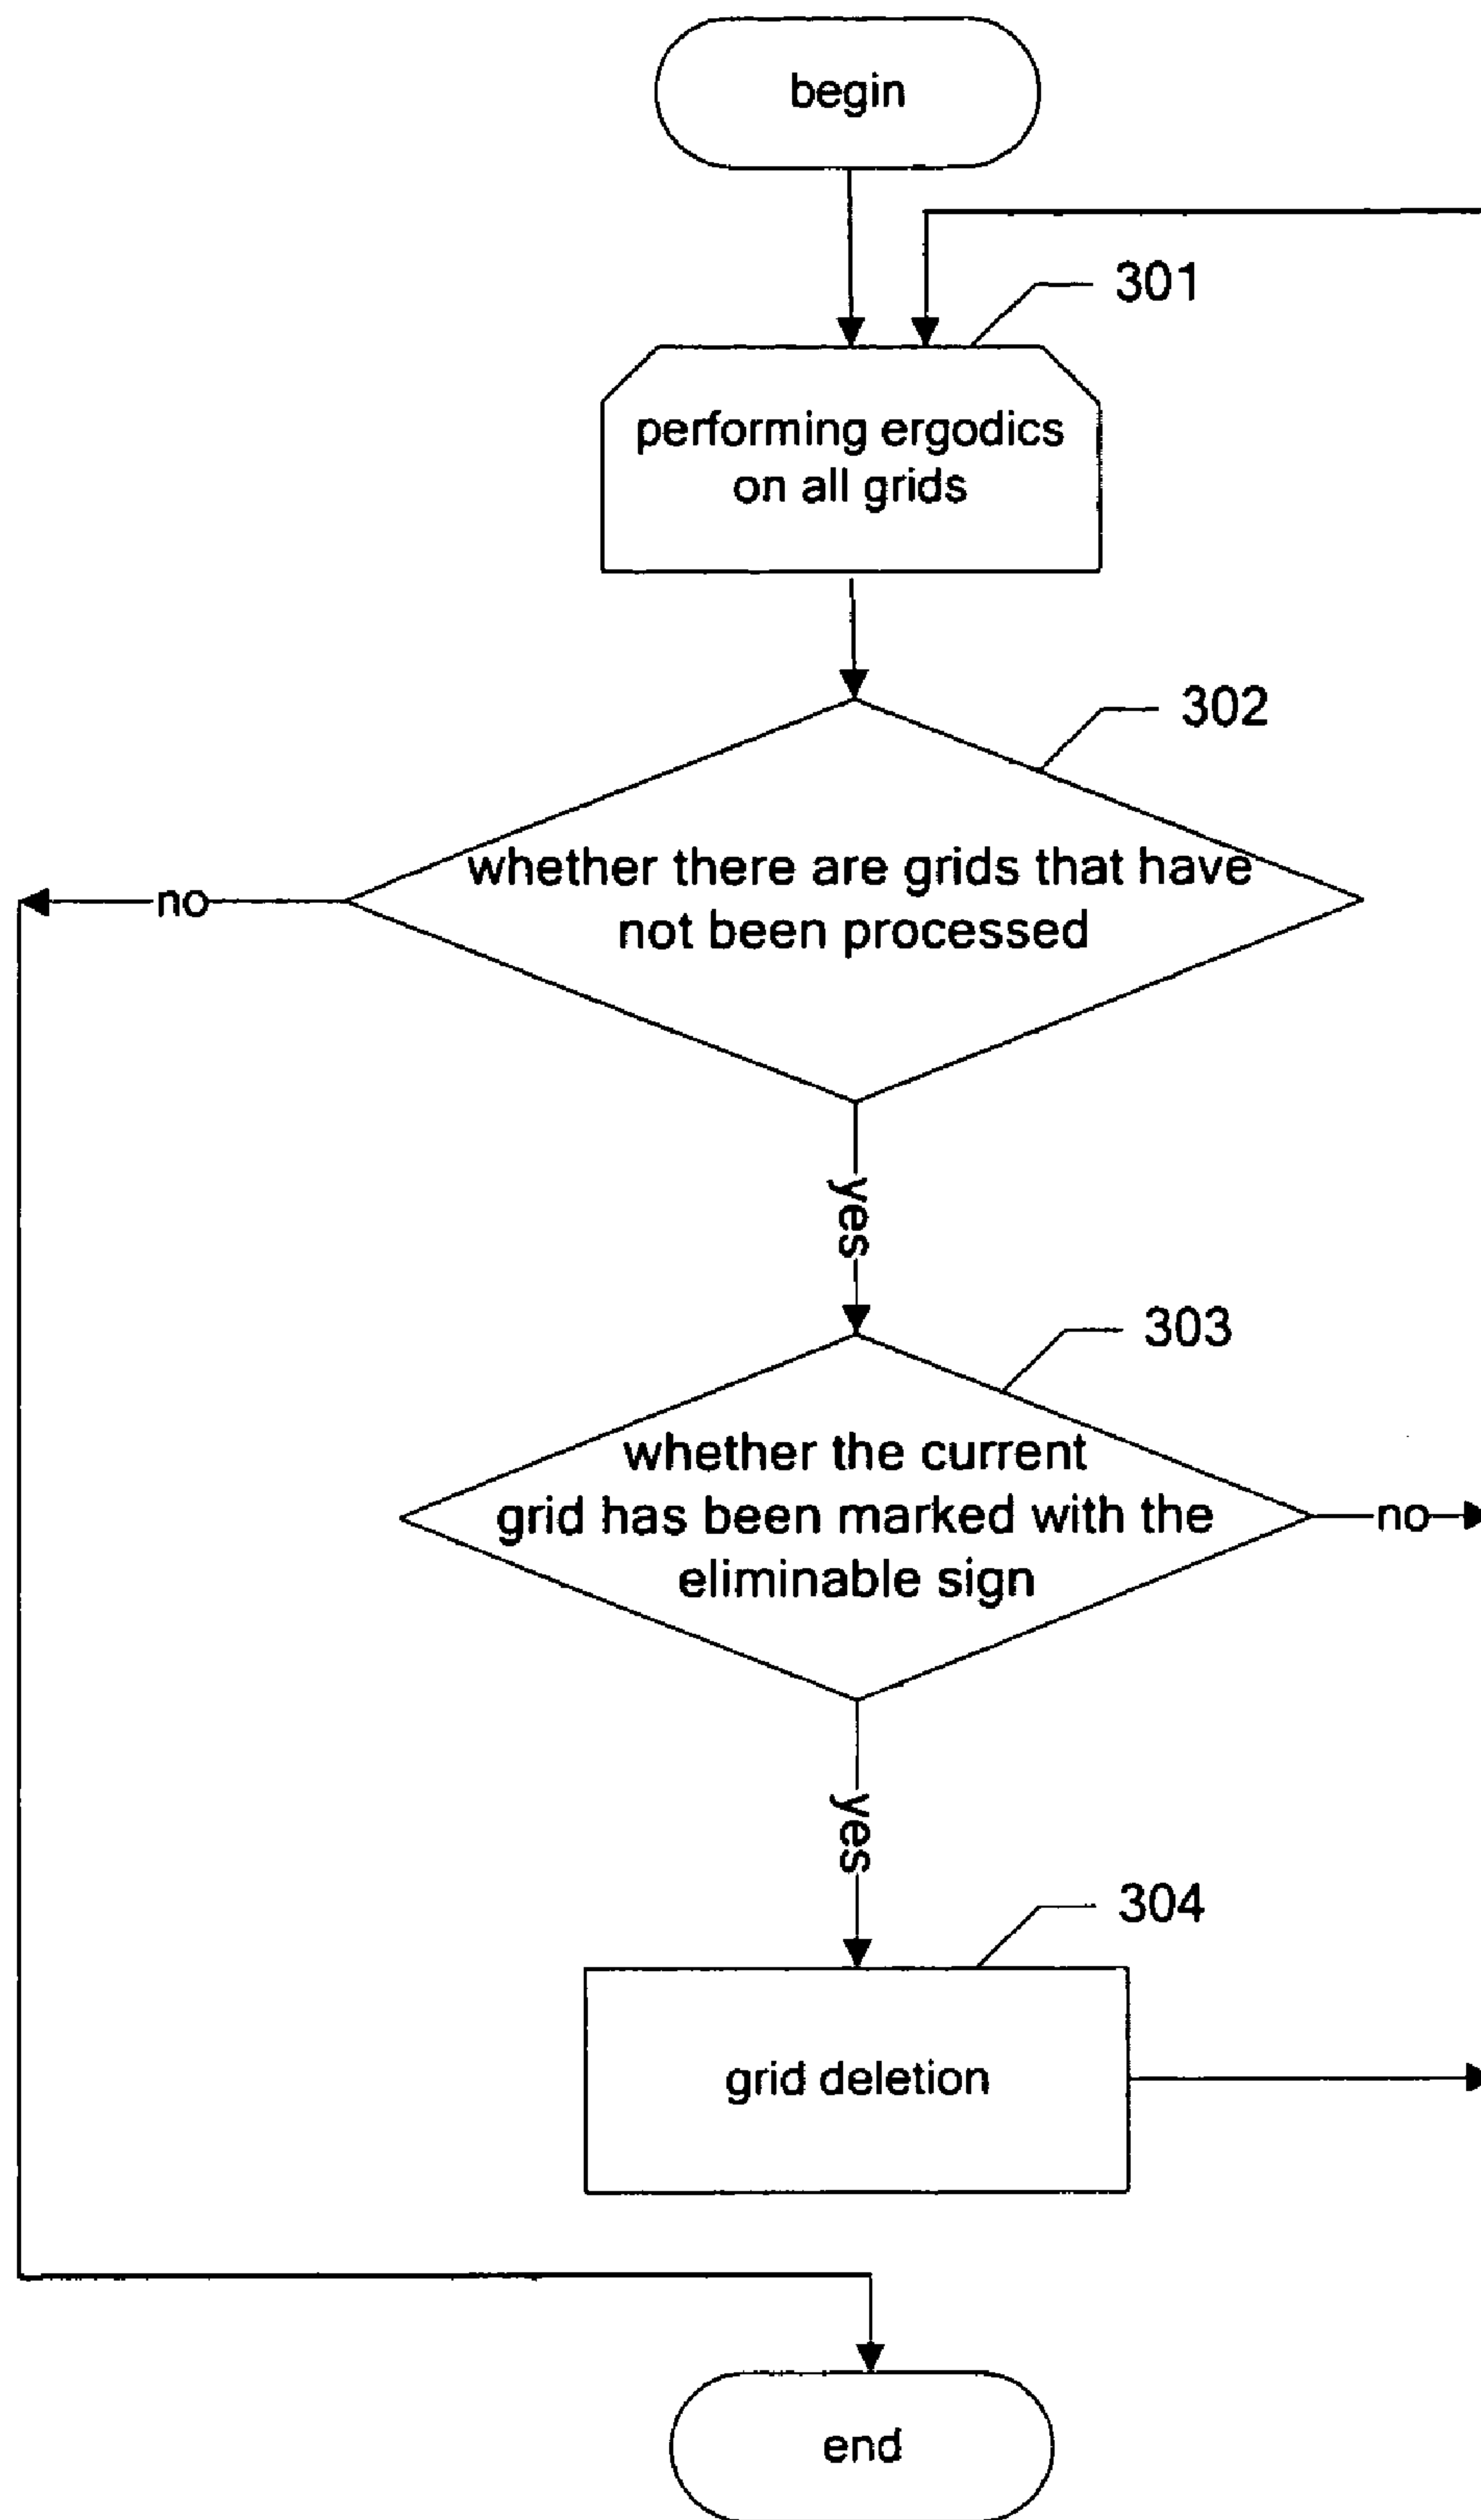 begin
301
performing ergodics
on all grids
302
whether there are grids that have
not been processed
no
yes
303
whether the current
grid has been marked with the
eliminable sign
no
yes
304
grid deletion
end